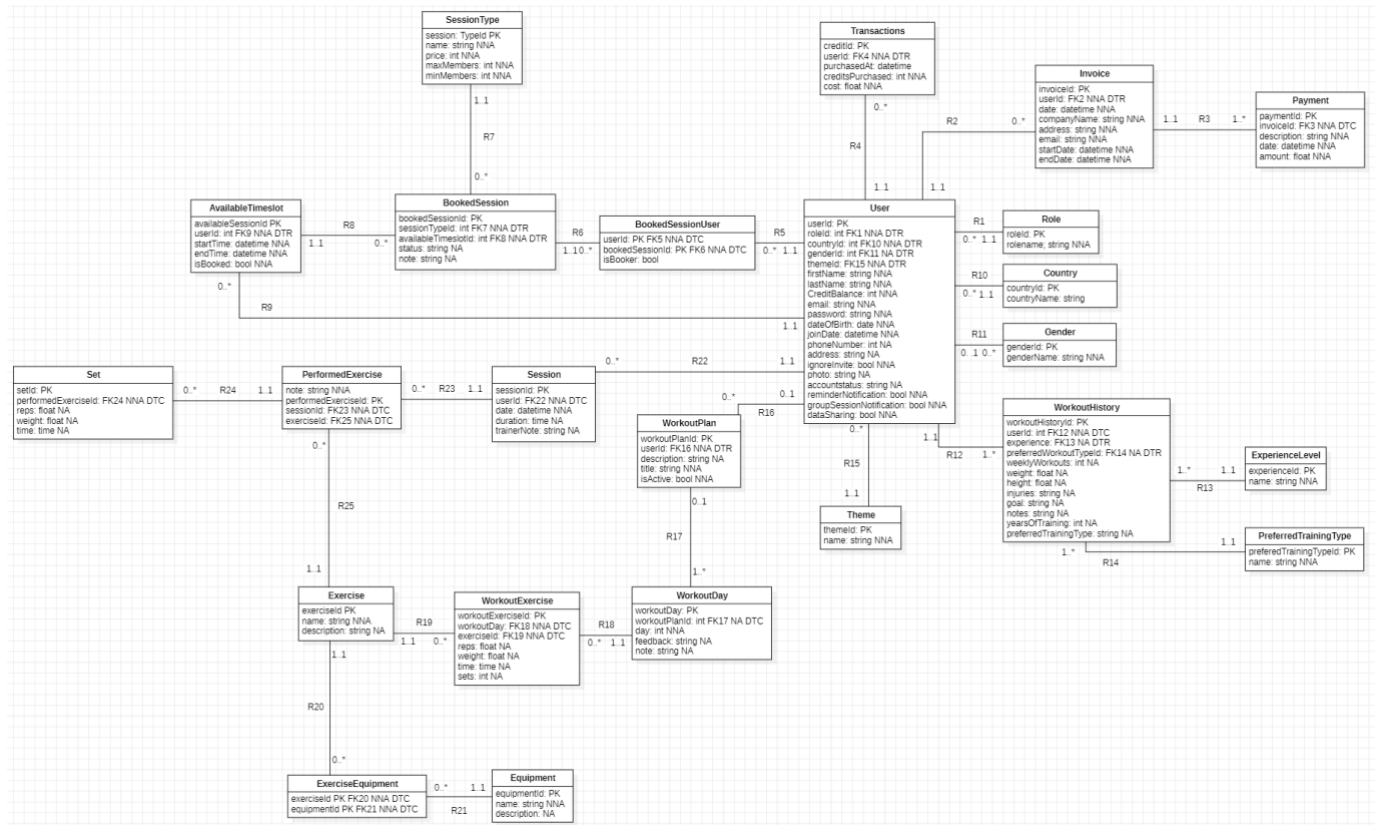 SessionType
session: TypeId PK
name: string NNA
price: int NNA
maxMembers: int NNA
minMembers: int NNA
1..1
R7
0..*
Transactions
creditId: PK
userId: FK4 NNA DTR
purchasedAt: datetime
creditsPurchased: int NNA
cost: float NNA
0..*
R4
1..1
Invoice
invoiceId: PK
userId: FK2 NNA DTR
date: datetime NNA
companyName: string NNA
address: string NNA
email: string NNA
startDate: datetime NNA
endDate: datetime NNA
R2
0..*
1..1
1..1
R3
1..*
Payment
paymentId: PK
invoiceId: FK3 NNA DTC
description: string NNA
date: datetime NNA
amount: float NNA
AvailableTimeslot
availableSessionId PK
userId: int FK9 NNA DTR
startTime: datetime NNA
endTime: datetime NNA
isBooked: bool NNA
R8
1..1
0..*
BookedSession
bookedSessionId: PK
sessionTypeId: int FK7 NNA DTR
availableTimeslotId: int FK8 NNA DTR
status: string NA
note: string NA
R6
1..1
0..*
BookedSessionUser
userId: PK FK5 NNA DTC
bookedSessionId: PK FK6 NNA DTC
isBooker: bool
R5
0..*
1..1
User
userId: PK
roleId: int FK1 NNA DTR
countryId: int FK10 NNA DTR
genderId: int FK11 NA DTR
themeId: FK15 NNA DTR
firstName: string NNA
lastName: string NNA
CreditBalance: int NNA
email: string NNA
password: string NNA
dateOfBirth: date NNA
joinDate: datetime NNA
phoneNumber: int NA
address: string NA
ignoreInvite: bool NNA
photo: string NA
accountstatus: string NA
reminderNotification: bool NNA
groupSessionNotification: bool NNA
dataSharing: bool NNA
R1
0..*
1..1
Role
roleId: PK
rolename; string NNA
R10
0..*
1..1
Country
countryId: PK
countryName: string
R11
0..1
0..*
Gender
genderId: PK
genderName: string NNA
0..*
R9
1..1
0..*
R22
1..1
Set
setId: PK
performedExerciseId: FK24 NNA DTC
reps: float NA
weight: float NA
time: time NA
0..*
R24
1..1
PerformedExercise
note: string NNA
performedExerciseId: PK
sessionId: FK23 NNA DTC
exerciseId: FK25 NNA DTC
0..*
R23
1..1
Session
sessionId: PK
userId: FK22 NNA DTC
date: datetime NNA
duration: time NA
trainerNote: string NA
0..*
0..1
R16
WorkoutPlan
workoutPlanId: PK
userId: FK16 NNA DTR
description: string NA
title: string NNA
isActive: bool NNA
0..*
R15
1..1
Theme
themeId: PK
name: string NNA
1..1
R12
1..*
WorkoutHistory
workoutHistoryId: PK
userId: int FK12 NNA DTC
experience: FK13 NA DTR
preferredWorkoutTypeId: FK14 NA DTR
weeklyWorkouts: int NA
weight: float NA
height: float NA
injuries: string NA
goal: string NA
notes: string NA
yearsOfTraining: int NA
preferredTrainingType: string NA
1..*
1..1
R13
ExperienceLevel
experienceId: PK
name: string NNA
1..*
1..1
R14
PreferredTrainingType
preferedTrainingTypeId: PK
name: string NNA
0..*
R25
1..1
0..1
R17
1..*
Exercise
exerciseId PK
name: string NNA
description: string NA
R19
1..1
0..*
WorkoutExercise
workoutExerciseId: PK
workoutDay: FK18 NNA DTC
exerciseId: FK19 NNA DTC
reps: float NA
weight: float NA
time: time NA
sets: int NA
R18
0..*
1..1
WorkoutDay
workoutDay: PK
workoutPlanId: int FK17 NA DTC
day: int NNA
feedback: string NA
note: string NA
1..1
R20
0..*
ExerciseEquipment
exerciseId PK FK20 NNA DTC
equipmentId PK FK21 NNA DTC
0..*
1..1
R21
Equipment
equipmentId: PK
name: string NNA
description: NA